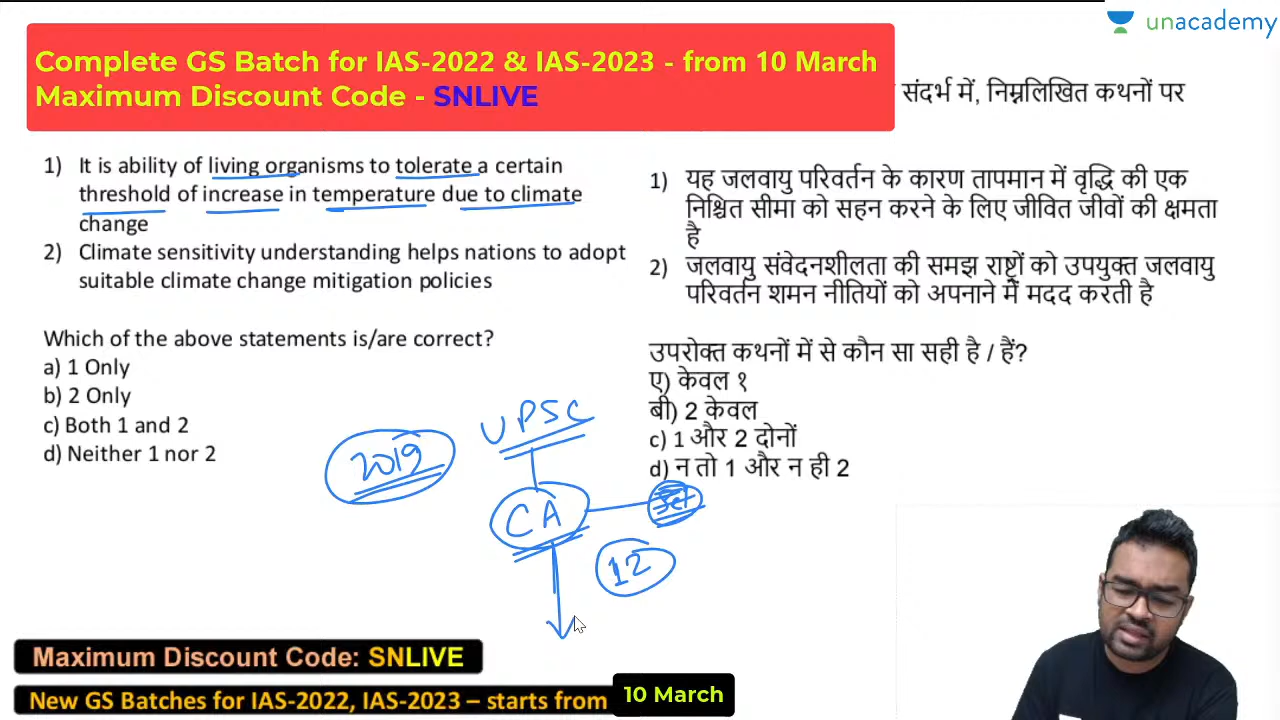 unacademy
Complete GS Batch for IAS-2022 & IAS-2023 - from 10 March
Maximum Discount Code - SNLIVE
संदर्भ में, निम्नलिखित कथनों पर
1) It is ability of living organisms to tolerate a certain
threshold of increase in temperature due to climate
change
2) Climate sensitivity understanding helps nations to adopt
suitable climate change mitigation policies
Which of the above statements is/are correct?
a) 1 Only
b) 2 Only
c) Both 1 and 2
d) Neither 1 nor 2
1) यह जलवायु परिवर्तन के कारण तापमान में वृद्धि की एक
निश्चित सीमा को सहन करने के लिए जीवित जीवों की क्षमता
है
2) जलवायु संवेदनशीलता की समझ राष्ट्रों को उपयुक्त जलवायु
परिवर्तन शमन नीतियों को अपनाने में मदद करती है
उपरोक्त कथनों में से कौन सा सही है / हैं?
ए) केवल १
बी) 2 केवल
c) 1 और 2 दोनों
d) न तो 1 और न ही 2
UPSC
2019
CA
12
Maximum Discount Code: SNLIVE
New GS Batches for IAS-2022, IAS-2023 – starts from 10 March